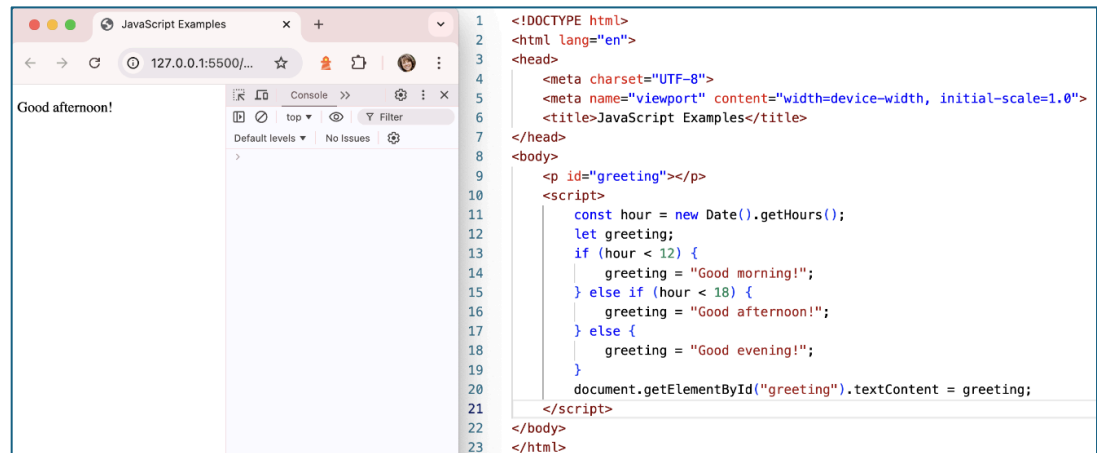 JavaScript Examples
127.0.0.1:5500/...
Good afternoon!
Console
top
Filter
Default levels
No Issues
1 <!DOCTYPE html>
2 <html lang="en">
3 <head>
4 <meta charset="UTF-8">
5 <meta name="viewport" content="width=device-width, initial-scale=1.0">
6 <title>JavaScript Examples</title>
7 </head>
8 <body>
9 <p id="greeting"></p>
10 <script>
11 const hour = new Date().getHours();
12 let greeting;
13 if (hour < 12) {
14 greeting = "Good morning!";
15 } else if (hour < 18) {
16 greeting = "Good afternoon!";
17 } else {
18 greeting = "Good evening!";
19 }
20 document.getElementById("greeting").textContent = greeting;
21 </script>
22 </body>
23 </html>